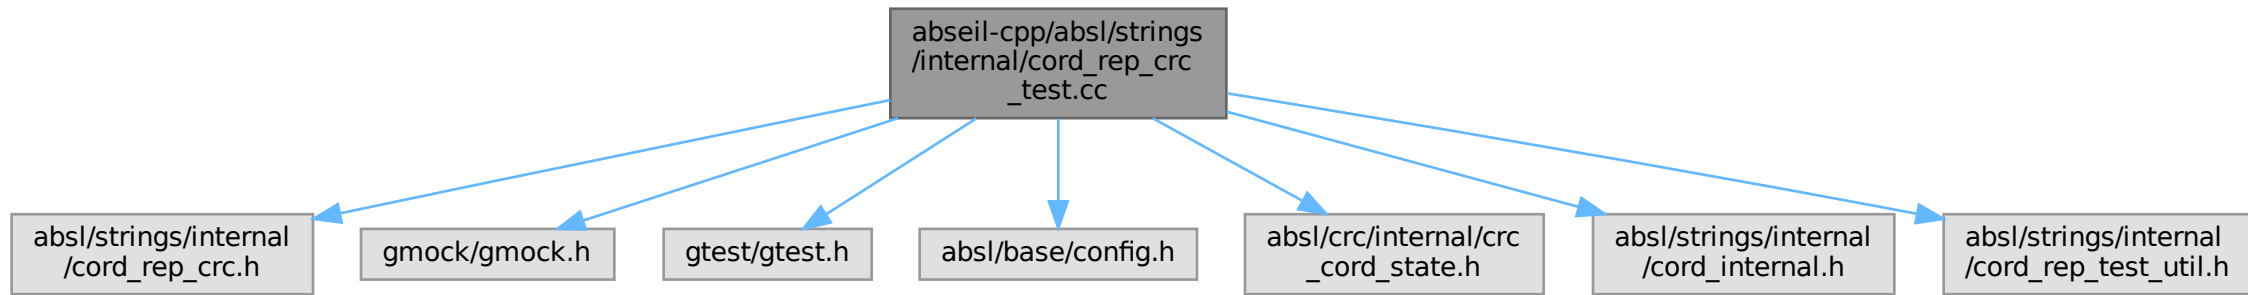 abseil-cpp/absl/strings
/internal/cord_rep_crc
_test.cc
absl/strings/internal
/cord_rep_crc.h
gmock/gmock.h
gtest/gtest.h
absl/base/config.h
absl/crc/internal/crc
_cord_state.h
absl/strings/internal
/cord_internal.h
absl/strings/internal
/cord_rep_test_util.h